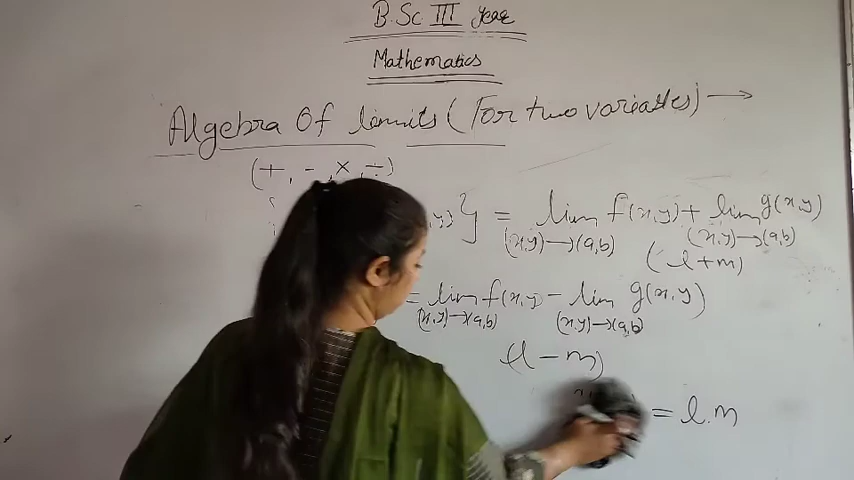 B.Sc III year
Mathematics
Algebra Of limits (For two variables) →
(+, -, ×, ÷)
,y)} = lim f(x,y) + lim g(x,y)
(x,y)→(a,b) (x,y)→(a,b)
(l+m)
= lim f(x,y) - lim g(x,y)
(x,y)→(a,b) (x,y)→(a,b)
(l - m)
= l.m